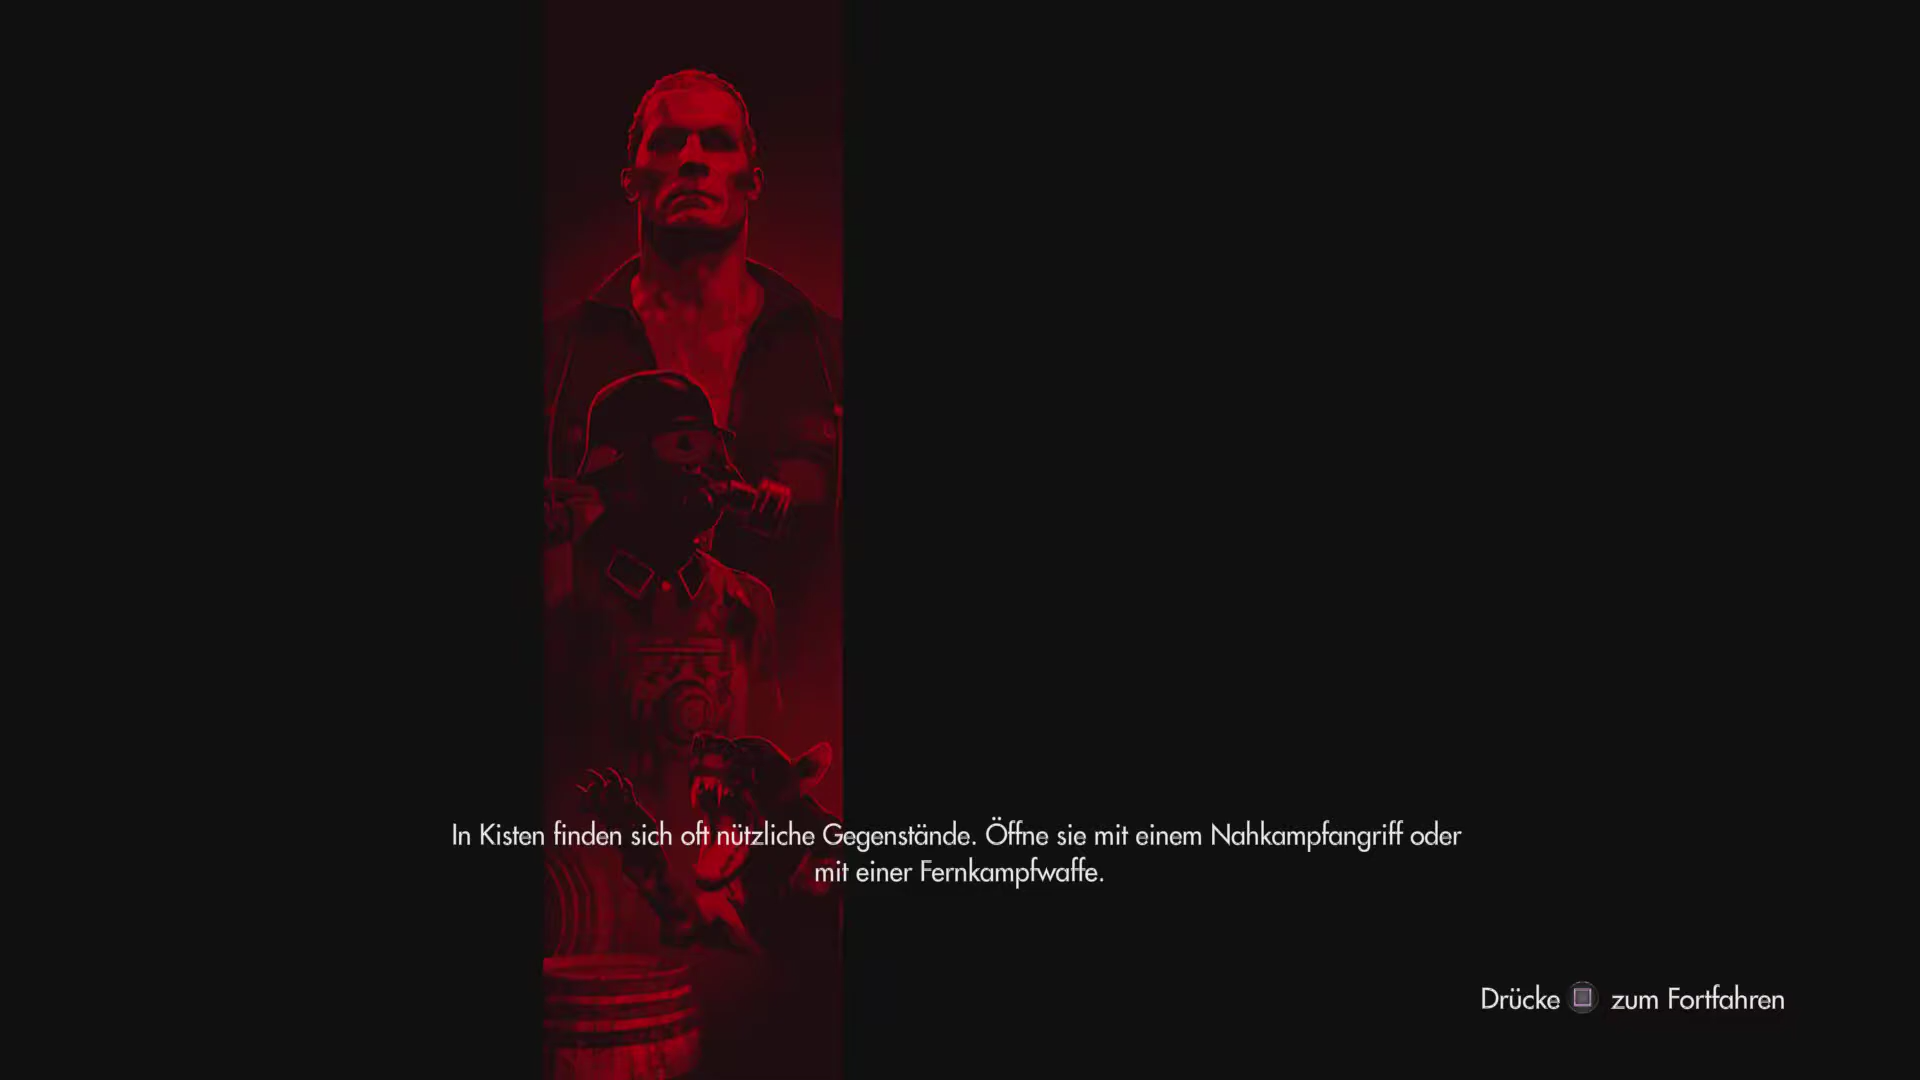 In Kisten finden sich oft nützliche Gegenstände. Öffne sie mit einem Nahkampfangriff oder
mit einer Fernkampfwaffe.
Drücke zum Fortfahren